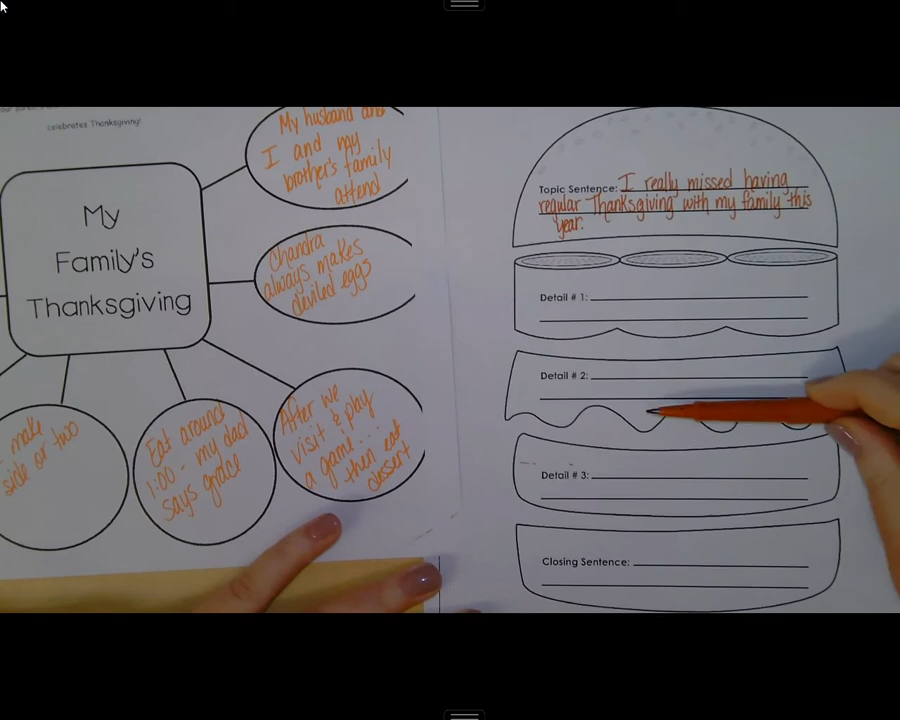 celebrates Thanksgiving!
My
Family's
Thanksgiving
My husband and
I and my
brother's family
attend
Chandra
always makes
deviled eggs
make
side or two
Eat around
1:00 - my dad
says grace
After we
visit & play
a game...
then eat
dessert
Topic Sentence: I really missed having
regular Thanksgiving with my family this
year.
Detail # 1:
Detail # 2:
Detail # 3:
Closing Sentence: